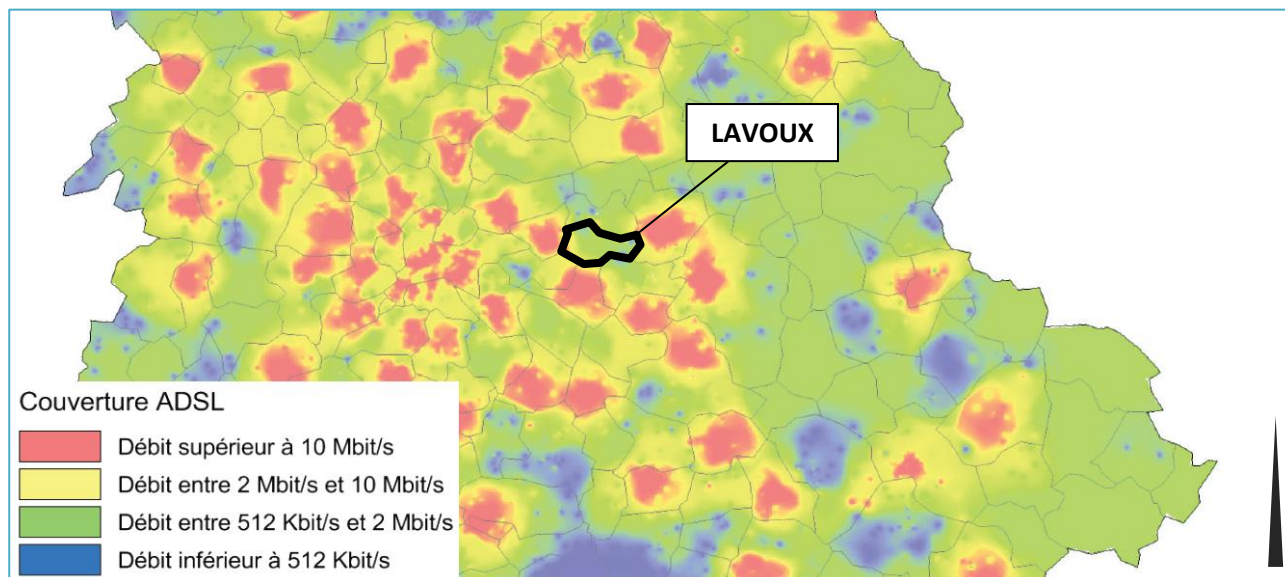 LAVOUX
Couverture ADSL
Débit supérieur à 10 Mbit/s
Débit entre 2 Mbit/s et 10 Mbit/s
Débit entre 512 Kbit/s et 2 Mbit/s
Débit inférieur à 512 Kbit/s